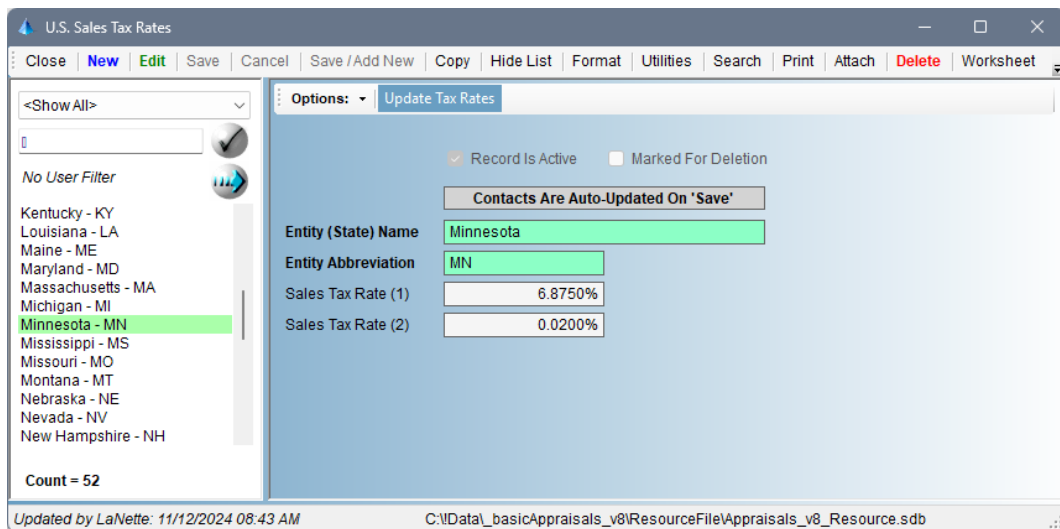 U.S. Sales Tax Rates
Close New Edit Save Cancel Save / Add New Copy Hide List Format Utilities Search Print Attach Delete Worksheet
<Show All>
Options: Update Tax Rates
No User Filter
Record Is Active Marked For Deletion
Contacts Are Auto-Updated On 'Save'
Kentucky - KY
Louisiana - LA
Maine - ME
Maryland - MD
Massachusetts - MA
Michigan - MI
Minnesota - MN
Mississippi - MS
Missouri - MO
Montana - MT
Nebraska - NE
Nevada - NV
New Hampshire - NH
Entity (State) Name Minnesota
Entity Abbreviation MN
Sales Tax Rate (1) 6.8750%
Sales Tax Rate (2) 0.0200%
Count = 52
Updated by LaNette: 11/12/2024 08:43 AM C:\!Data\_basicAppraisals_v8\ResourceFile\Appraisals_v8_Resource.sdb